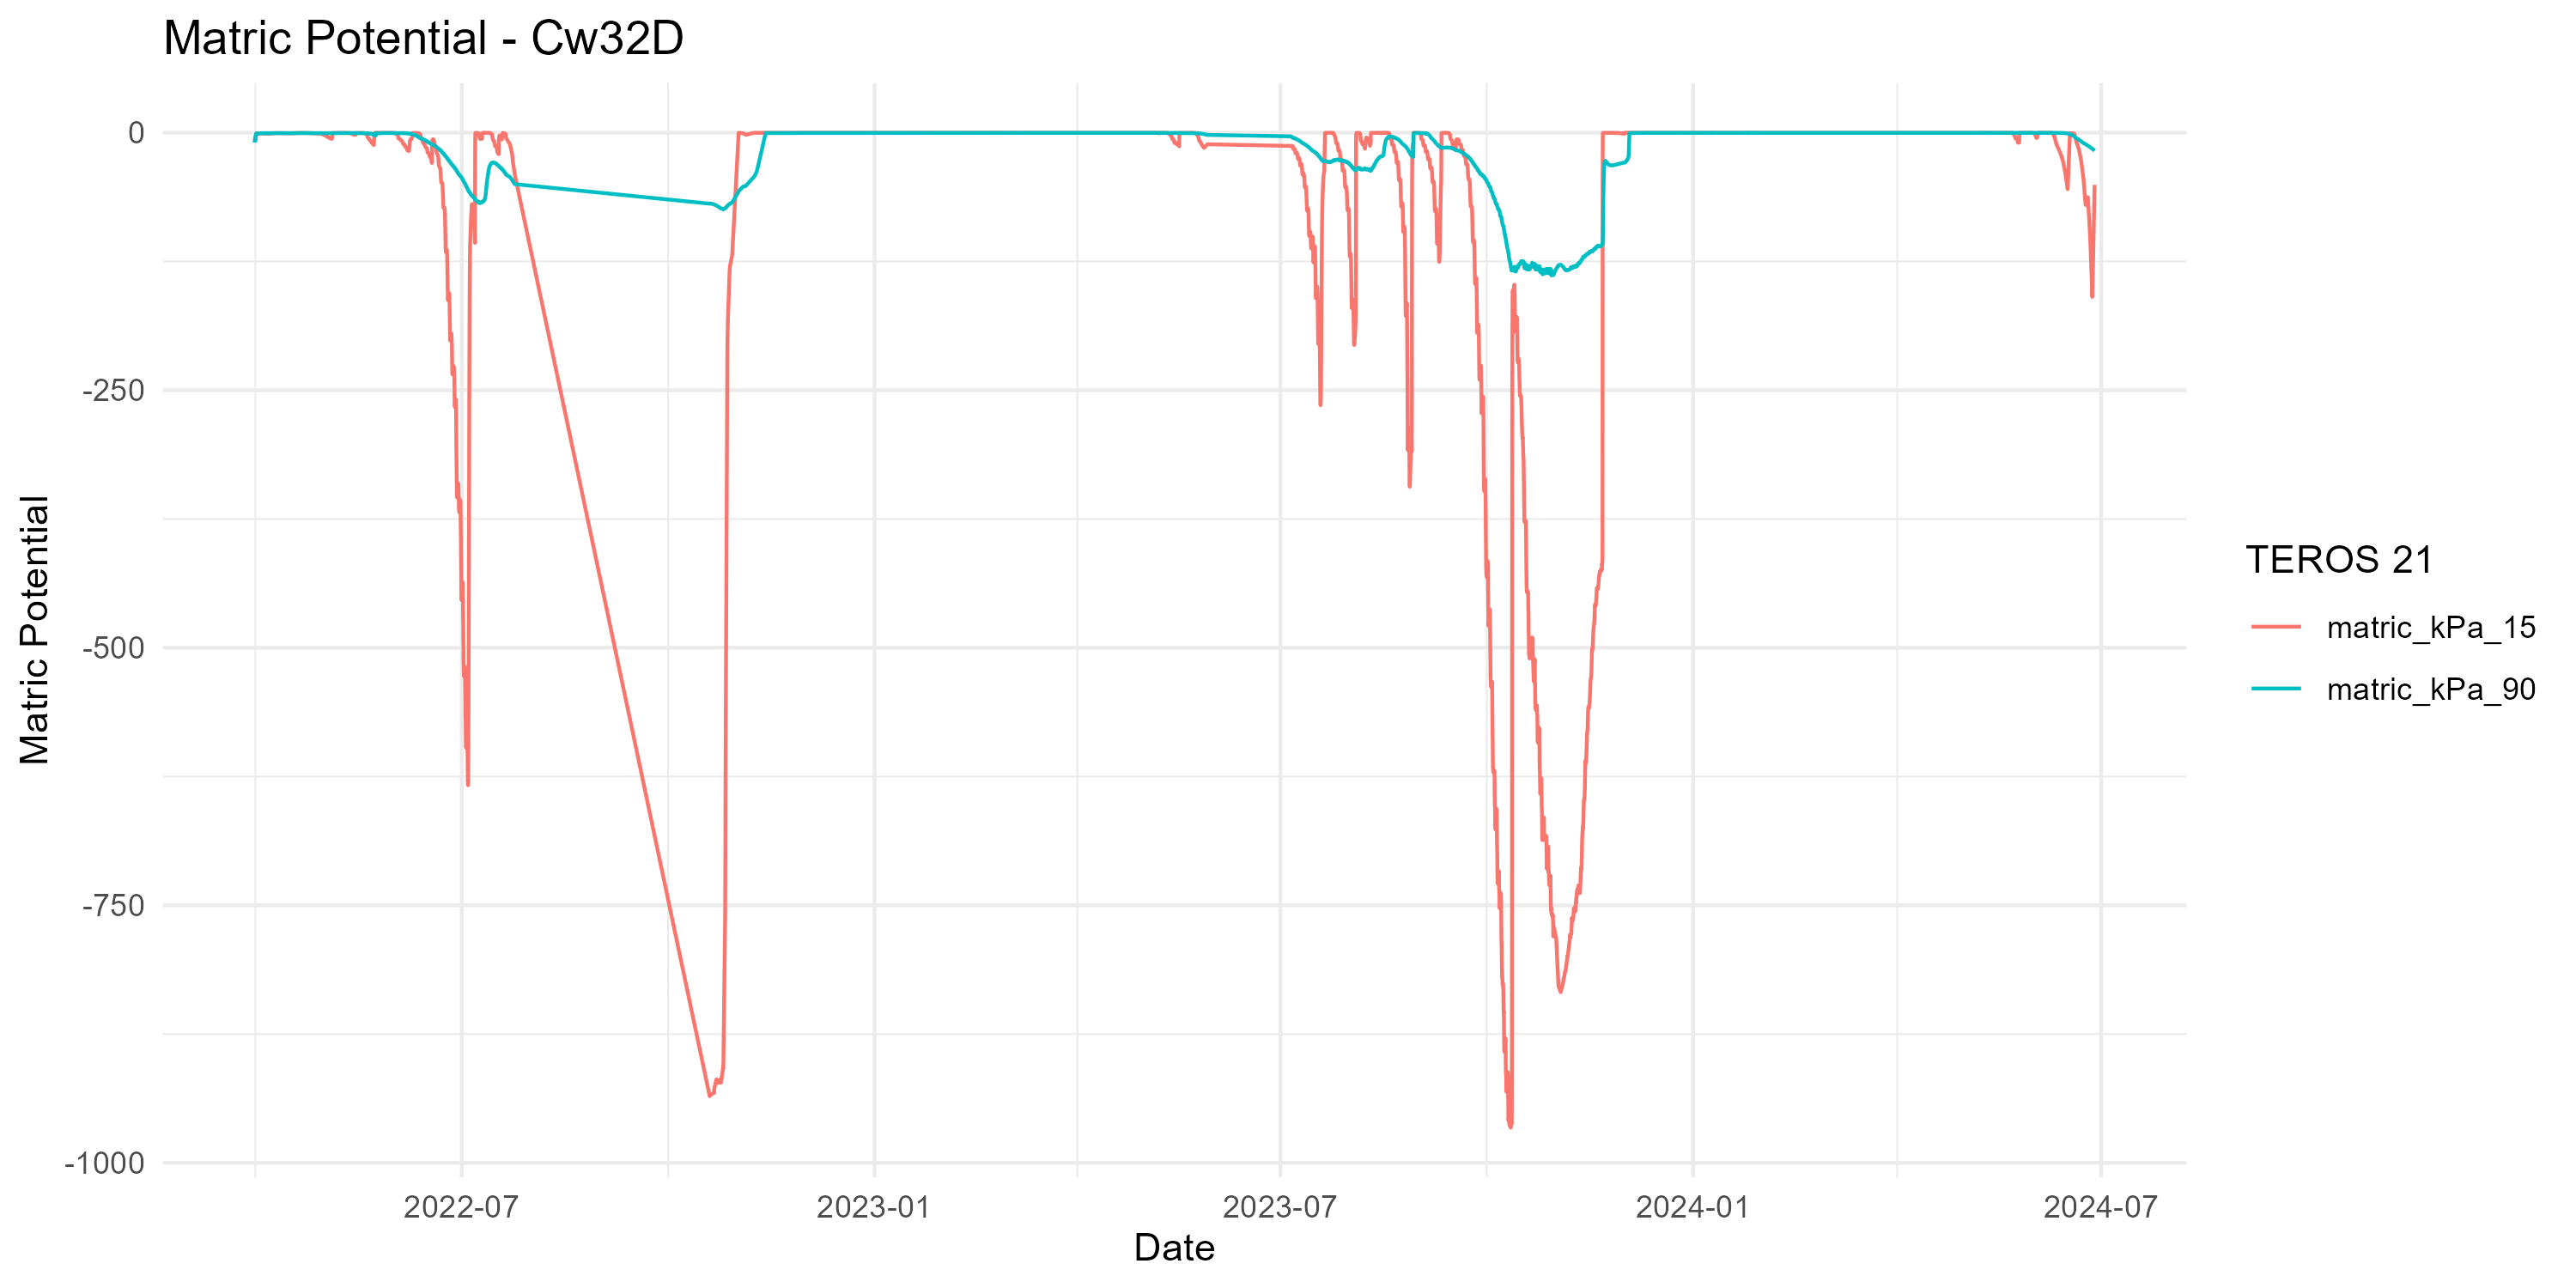 Matric Potential - Cw32D
0
-250
-500
-750
-1000
Matric Potential
2022-07
2023-01
2023-07
2024-01
2024-07
Date
TEROS 21
matric_kPa_15
matric_kPa_90